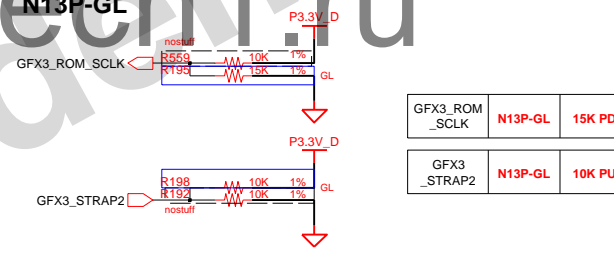 N13P-GL
P3.3V_D
nostuff
R559 10K 1%
GFX3_ROM_SCLK
R195 15K 1% GL
P3.3V_D
R198 10K 1% GL
R192 10K 1%
GFX3_STRAP2
nostuff
GFX3_ROM
_SCLK
N13P-GL
15K PD
GFX3
_STRAP2
N13P-GL
10K PU